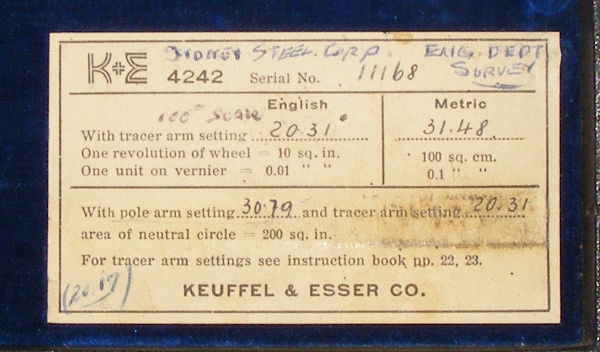 SYDNEY STEEL. CORP. ENG. DEPT
K+E 4242 Serial No. 11168 SURVEY
100' Scale English Metric
With tracer arm setting 20.31 31.48
One revolution of wheel = 10 sq. in. 100 sq. cm.
One unit on vernier = 0.01 " " 0.1 " "
With pole arm setting 30.79 and tracer arm setting 20.31
area of neutral circle = 200 sq. in.
For tracer arm settings see instruction book pp. 22, 23.
(20.17)
KEUFFEL & ESSER CO.